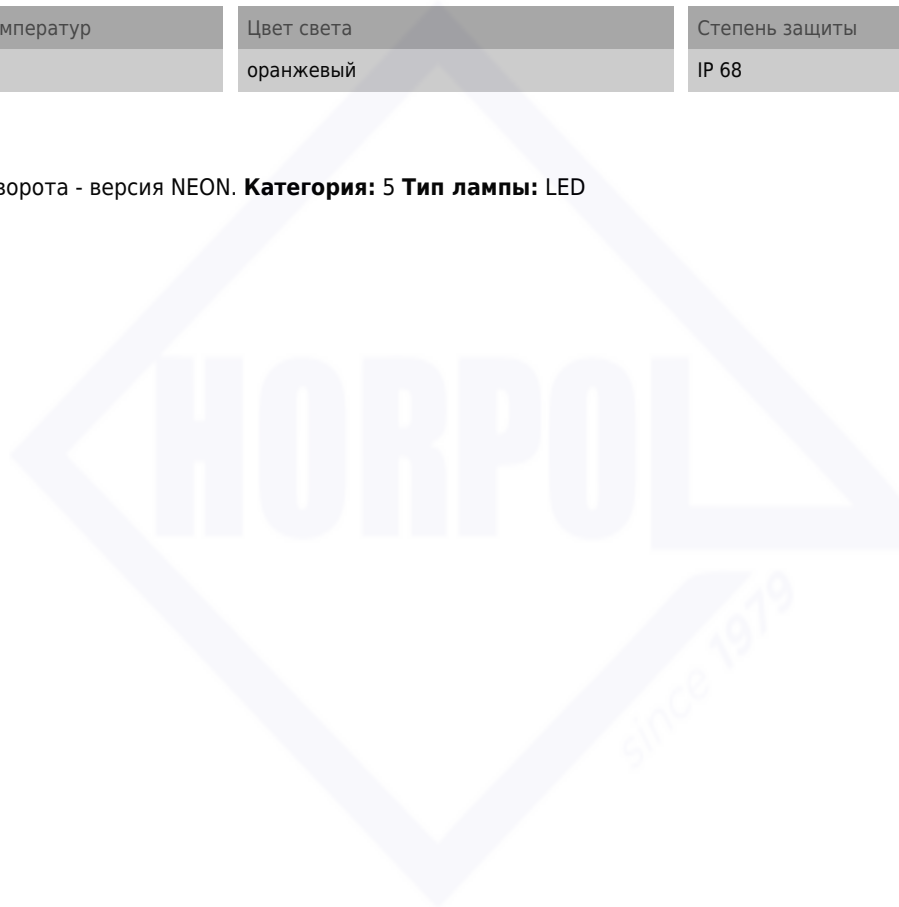 мператур Цвет света Степень защиты
оранжевый IP 68
ворота - версия NEON. Категория: 5 Тип лампы: LED
HORPOL
since 1979